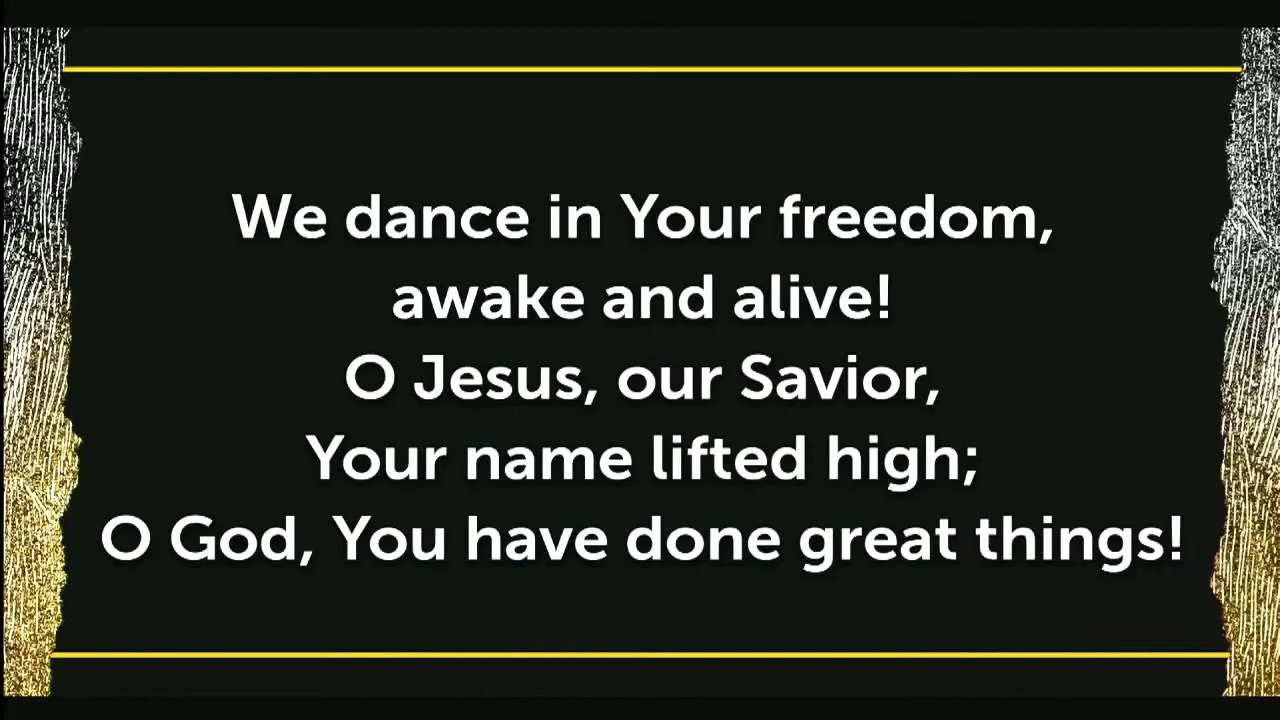 We dance in Your freedom,
awake and alive!
O Jesus, our Savior,
Your name lifted high;
O God, You have done great things!